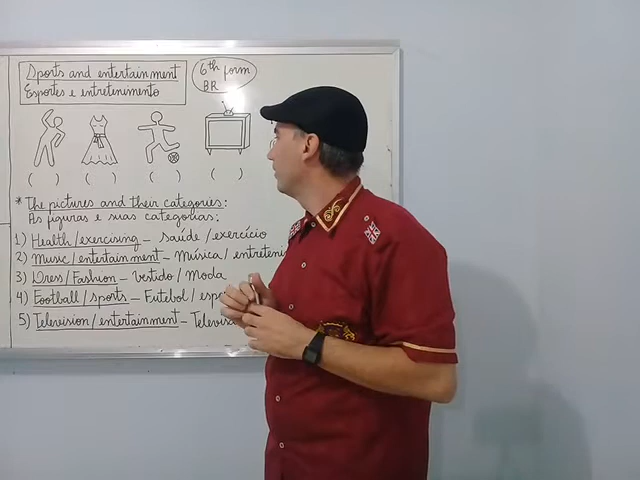 Sports and entertainment
Esportes e entretenimento
6th form
BR
( ) ( ) ( ) ( )
* The pictures and their categories:
As figuras e suas categorias:
1) Health/exercising – Saúde/exercício
2) Music/entertainment – Música/entreteni
3) Dress/Fashion – Vestido/Moda
4) Football/sports – Futebol/espo
5) Television/entertainment – Televisã